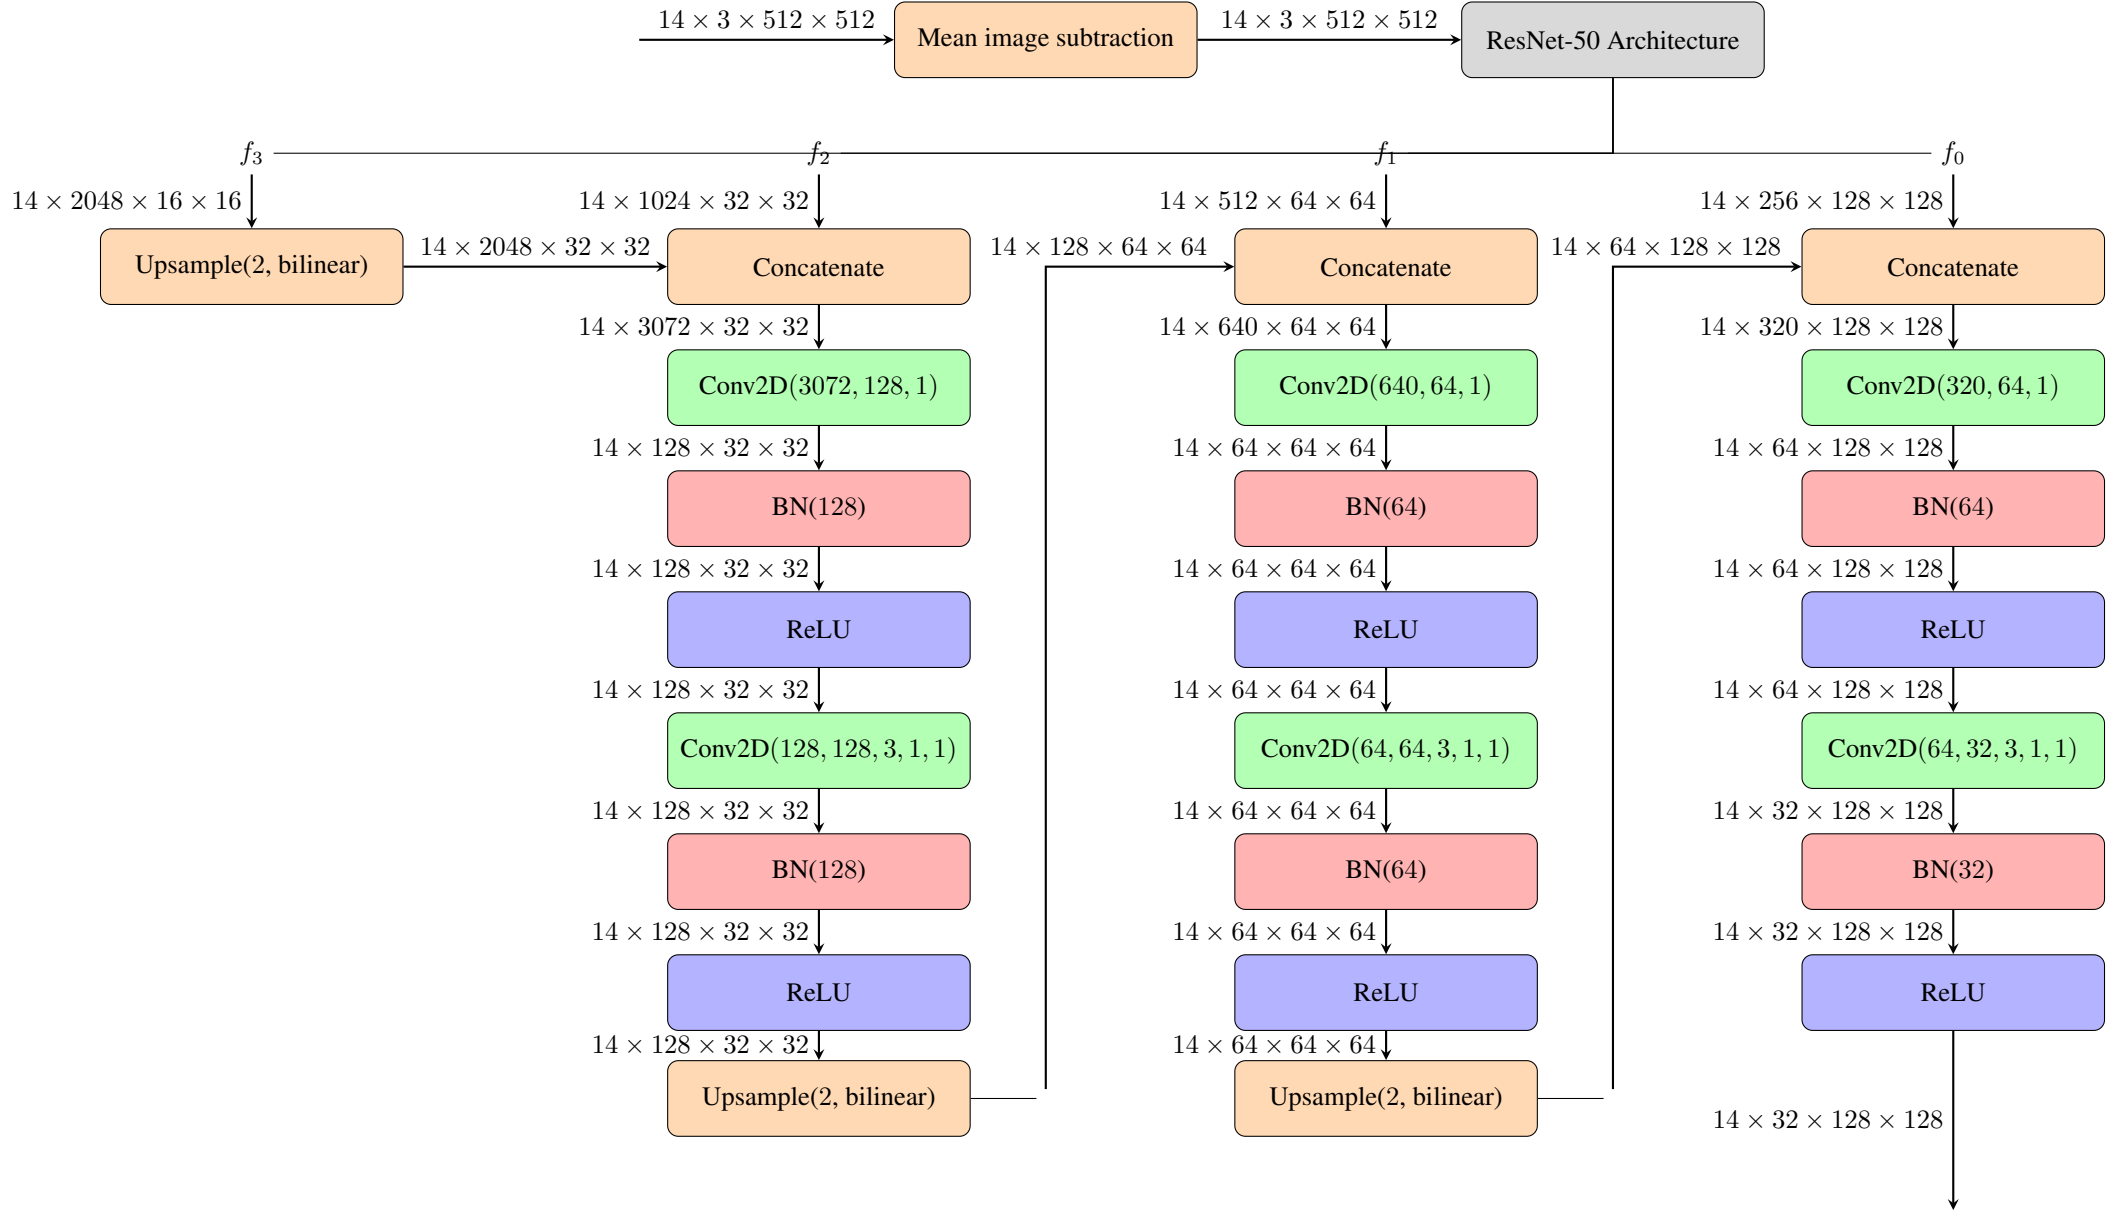 14 × 3 × 512 × 512
Mean image subtraction
14 × 3 × 512 × 512
ResNet-50 Architecture
f3
f2
f1
f0
14 × 2048 × 16 × 16
14 × 1024 × 32 × 32
14 × 512 × 64 × 64
14 × 256 × 128 × 128
Upsample(2, bilinear)
14 × 2048 × 32 × 32
Concatenate
14 × 128 × 64 × 64
Concatenate
14 × 64 × 128 × 128
Concatenate
14 × 3072 × 32 × 32
14 × 640 × 64 × 64
14 × 320 × 128 × 128
Conv2D(3072, 128, 1)
Conv2D(640, 64, 1)
Conv2D(320, 64, 1)
14 × 128 × 32 × 32
14 × 64 × 64 × 64
14 × 64 × 128 × 128
BN(128)
BN(64)
BN(64)
14 × 128 × 32 × 32
14 × 64 × 64 × 64
14 × 64 × 128 × 128
ReLU
ReLU
ReLU
14 × 128 × 32 × 32
14 × 64 × 64 × 64
14 × 64 × 128 × 128
Conv2D(128, 128, 3, 1, 1)
Conv2D(64, 64, 3, 1, 1)
Conv2D(64, 32, 3, 1, 1)
14 × 128 × 32 × 32
14 × 64 × 64 × 64
14 × 32 × 128 × 128
BN(128)
BN(64)
BN(32)
14 × 128 × 32 × 32
14 × 64 × 64 × 64
14 × 32 × 128 × 128
ReLU
ReLU
ReLU
14 × 128 × 32 × 32
14 × 64 × 64 × 64
Upsample(2, bilinear)
Upsample(2, bilinear)
14 × 32 × 128 × 128